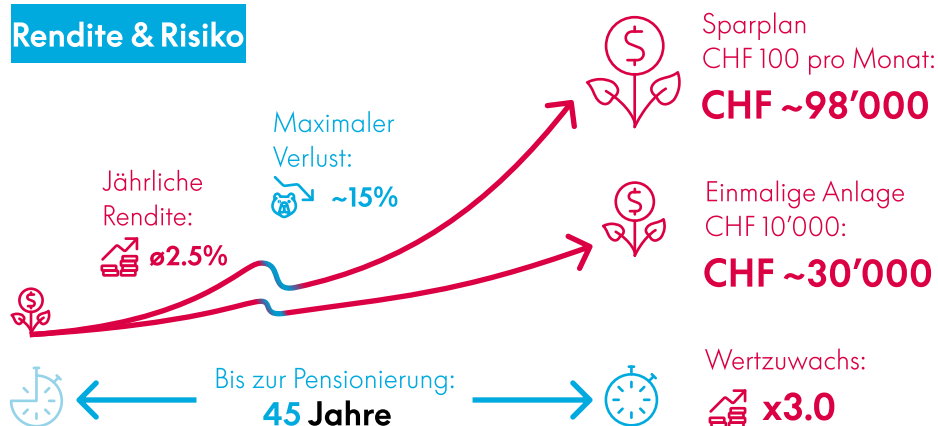 Rendite & Risiko
Jährliche
Rendite:
ø2.5%
Maximaler
Verlust:
~15%
$
$
$
Sparplan
CHF 100 pro Monat:
CHF ~98’000
Einmalige Anlage
CHF 10’000:
CHF ~30’000
Bis zur Pensionierung:
45 Jahre
Wertzuwachs:
x3.0